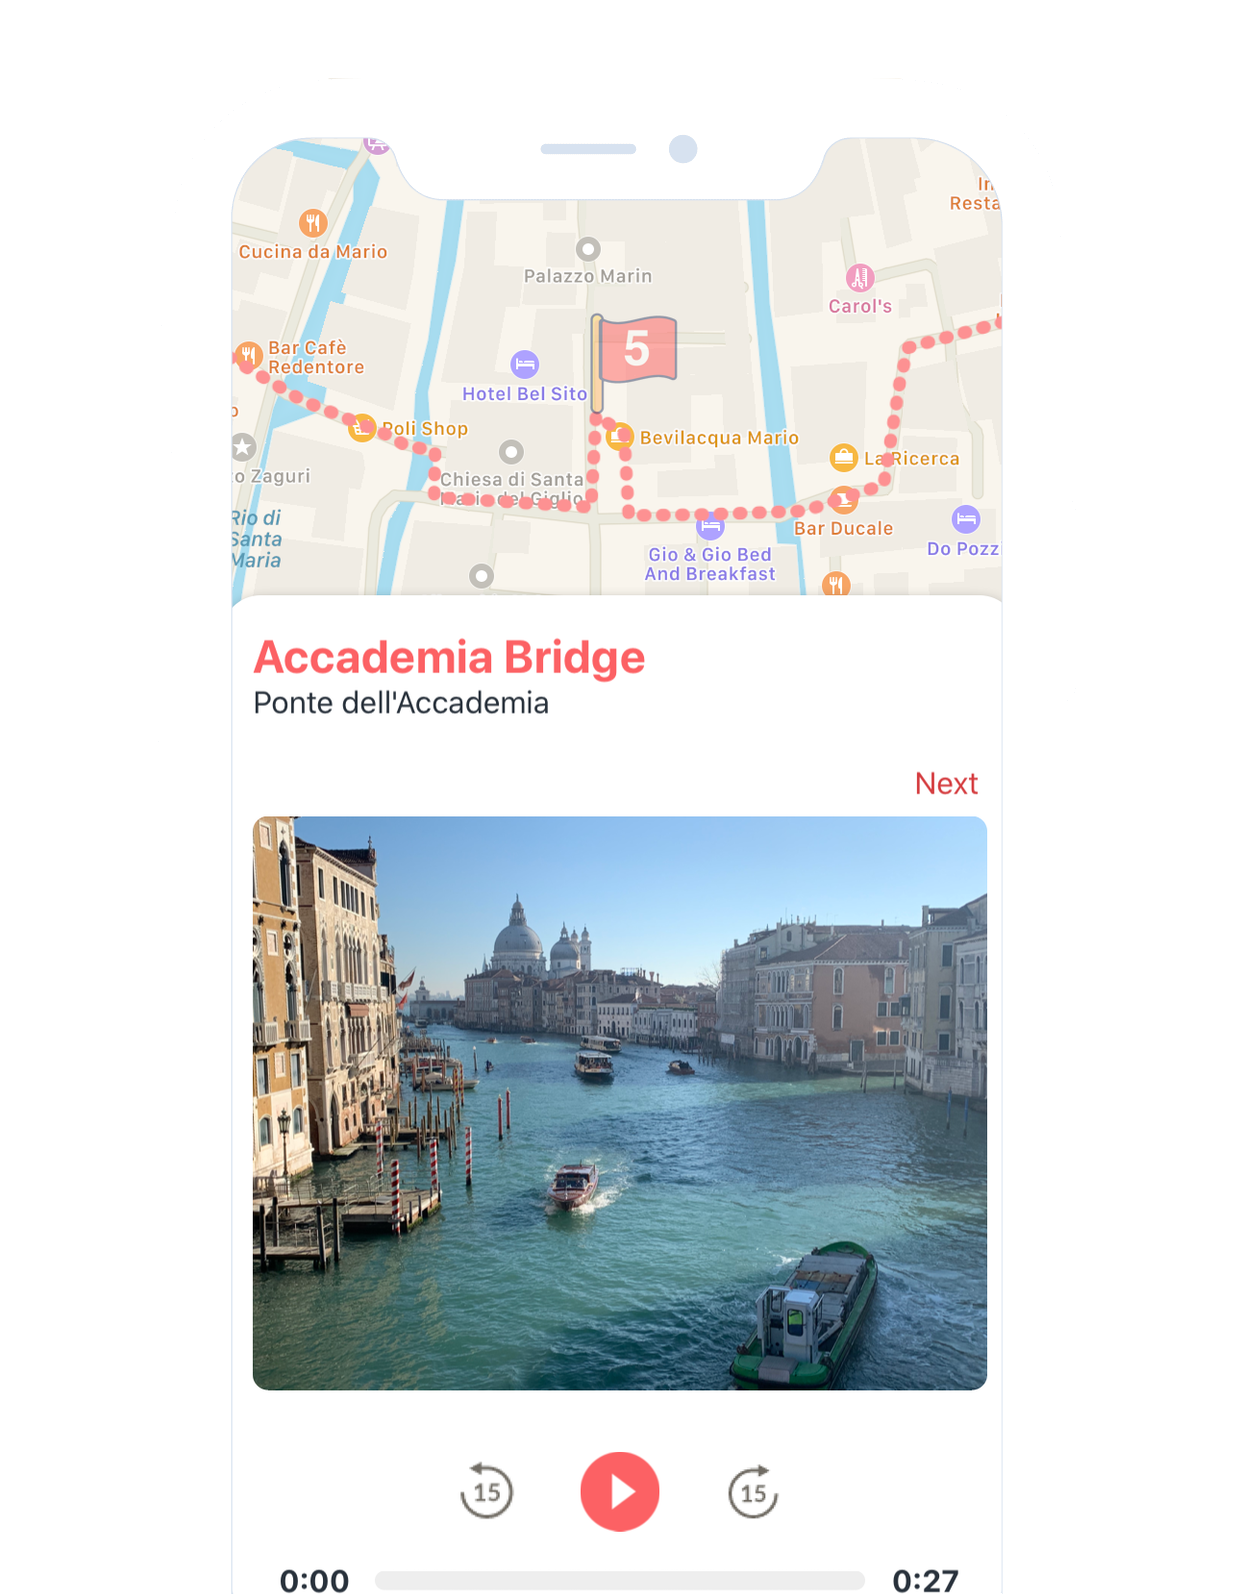 In
Resta
Cucina da Mario
Palazzo Marin
Carol's
5
Bar Cafè
Redentore
Hotel Bel Sito
Poli Shop
Bevilacqua Mario
La Ricerca
o Zaguri
Chiesa di Santa
Maria del Giglio
Rio di
Santa
Maria
Bar Ducale
Do Pozz
Gio & Gio Bed
And Breakfast
Accademia Bridge
Ponte dell'Accademia
Next
15
15
0:00
0:27